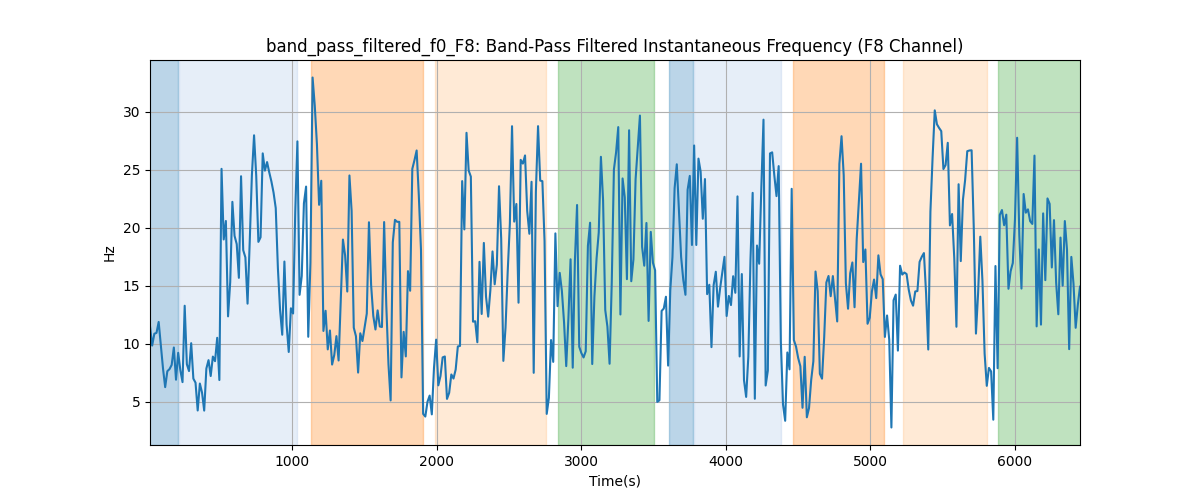 band_pass_filtered_f0_F8: Band-Pass Filtered Instantaneous Frequency (F8 Channel)
30
25
20
15
10
5
Hz
1000 2000 3000 4000 5000 6000
Time(s)